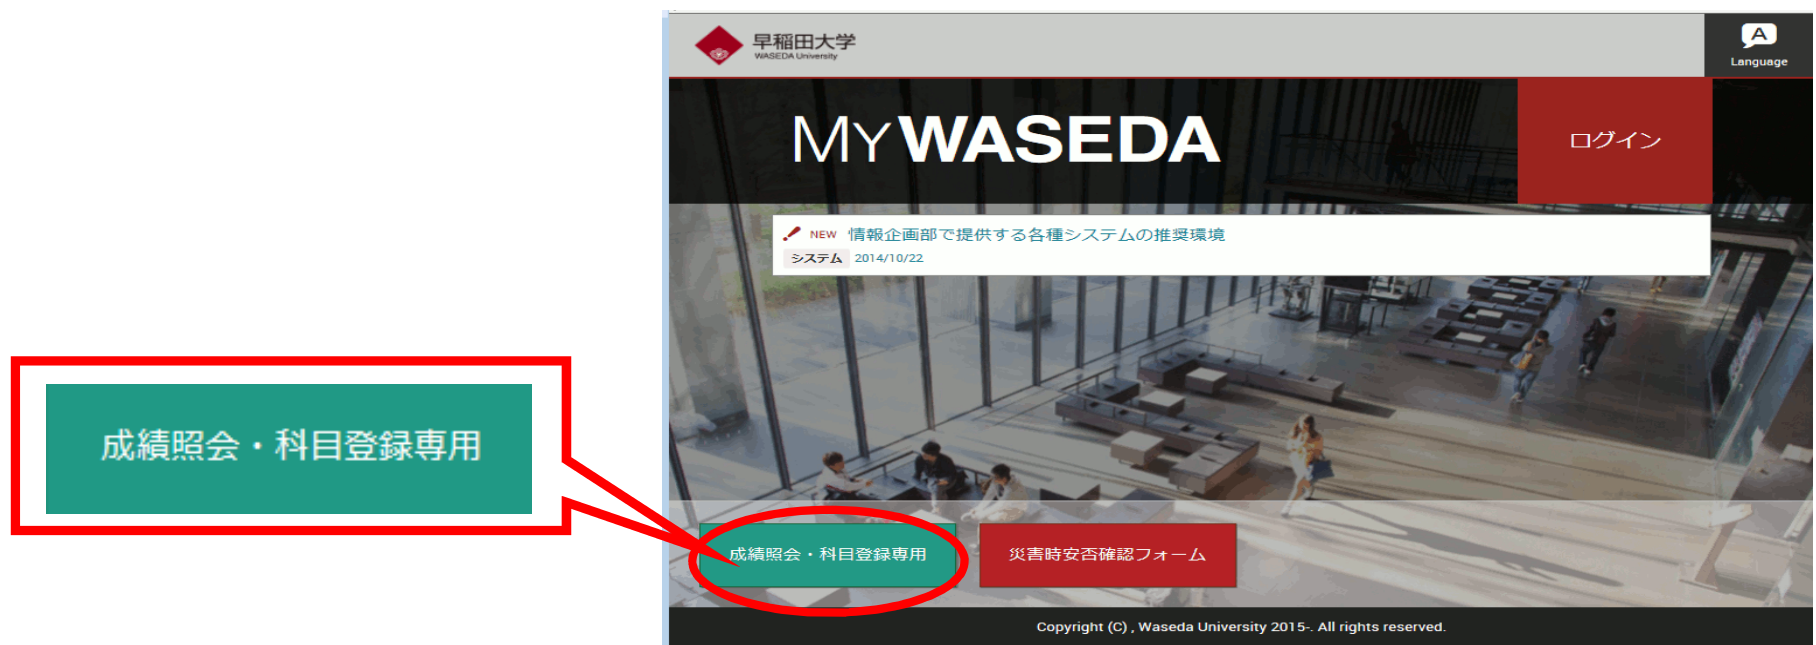 早稲田大学
WASEDA University
A
Language
MYWASEDA
ログイン
NEW 情報企画部で提供する各種システムの推奨環境
システム 2014/10/22
成績照会・科目登録専用
成績照会・科目登録専用
災害時安否確認フォーム
Copyright (C) , Waseda University 2015-. All rights reserved.